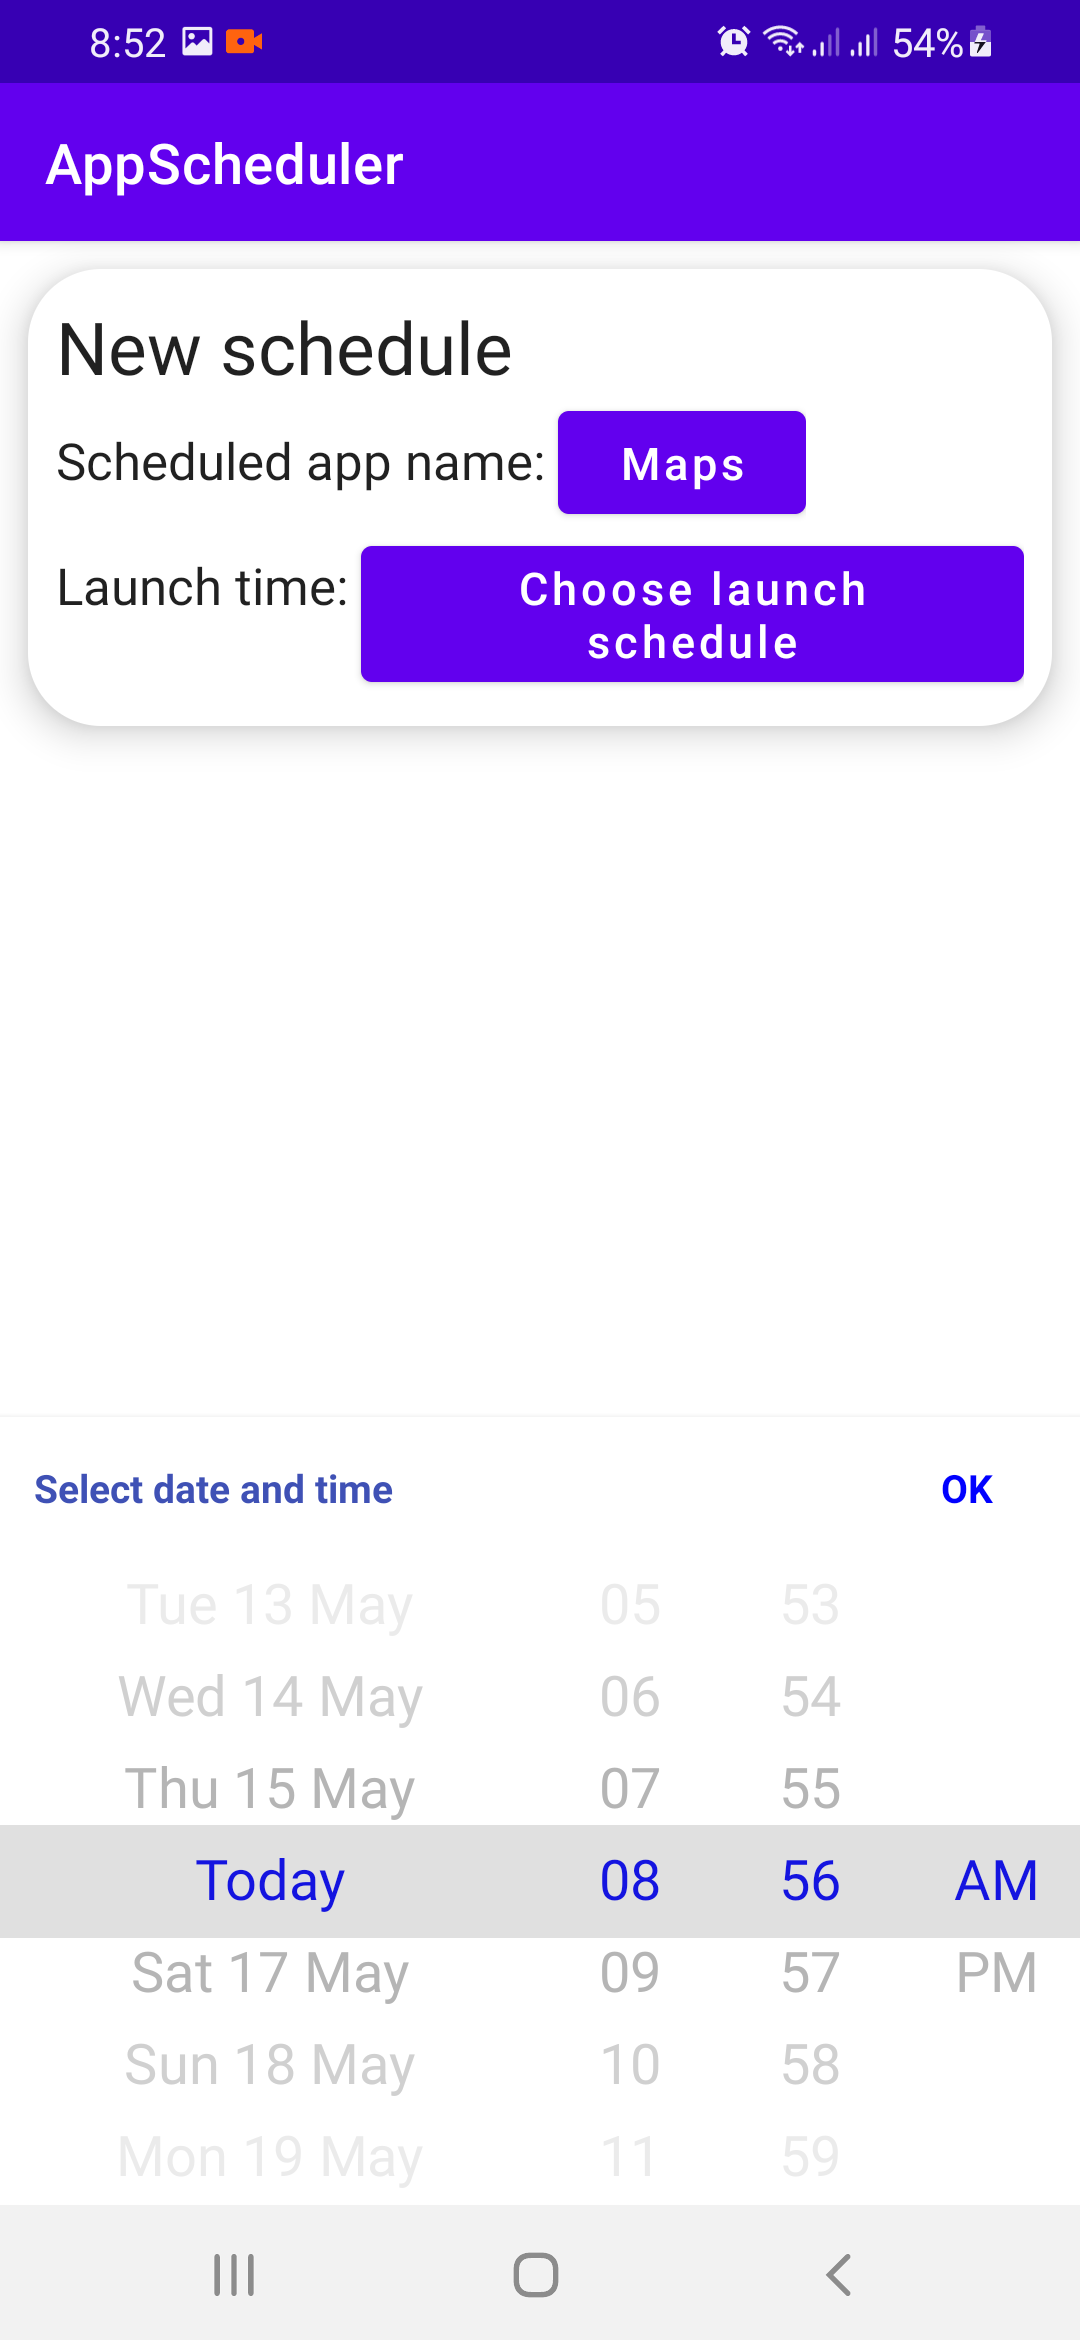 8:52 54%
AppScheduler
New schedule
Scheduled app name: Maps
Launch time: Choose launch
schedule
Select date and time OK
Tue 13 May 05 53
Wed 14 May 06 54
Thu 15 May 07 55
Today 08 56 AM
Sat 17 May 09 57 PM
Sun 18 May 10 58
Mon 19 May 11 59